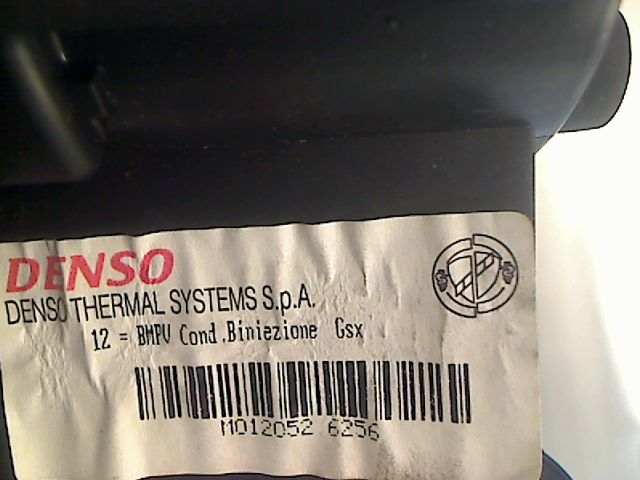 DENSO
DENSO THERMAL SYSTEMS S.p.A.
12 = BMPV Cond.Biniezione Gsx
M012052 6256